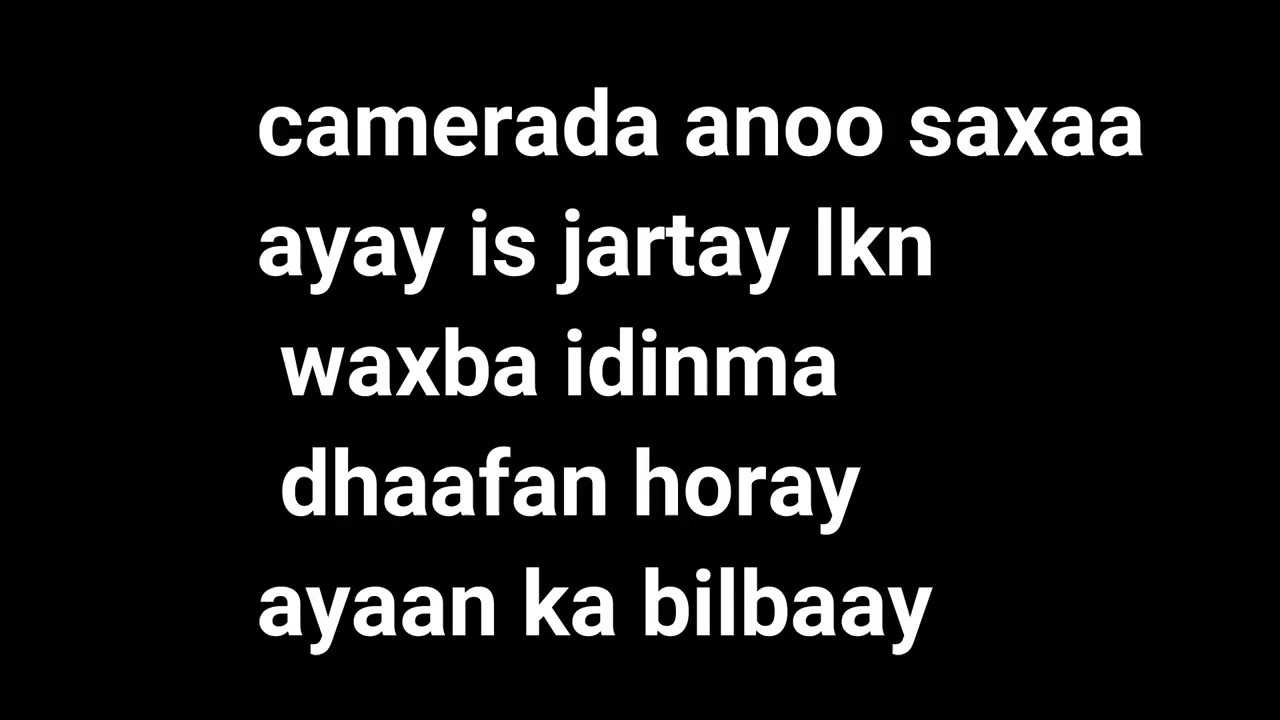 camerada anoo saxaa
ayay is jartay lkn
waxba idinma
dhaafan horay
ayaan ka bilbaay